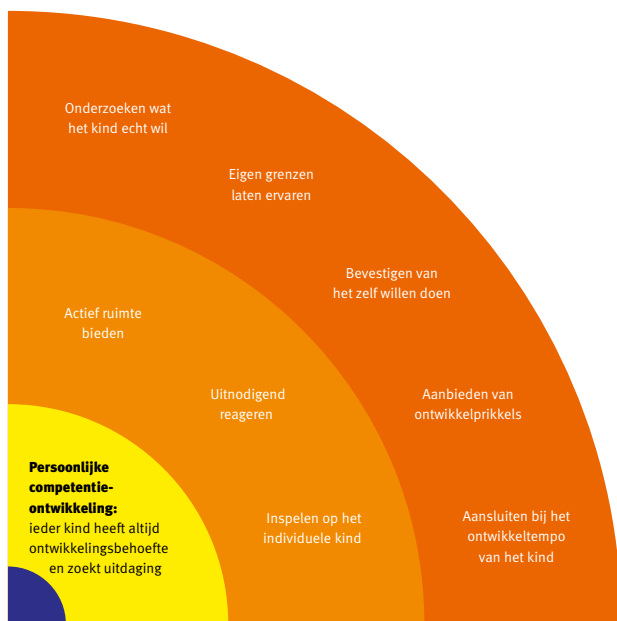 Onderzoeken wat
het kind echt wil
Eigen grenzen
laten ervaren
Bevestigen van
het zelf willen doen
Actief ruimte
bieden
Uitnodigend
reageren
Aanbieden van
ontwikkelprikkels
Persoonlijke
competentie-
ontwikkeling:
ieder kind heeft altijd
ontwikkelingsbehoefte
en zoekt uitdaging
Inspelen op het
individuele kind
Aansluiten bij het
ontwikkeltempo
van het kind